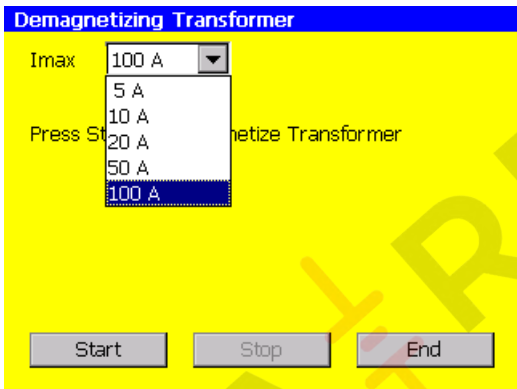 Demagnetizing Transformer
Imax 100 A
5 A
10 A
Press St netize Transformer
20 A
50 A
100 A
Start Stop End